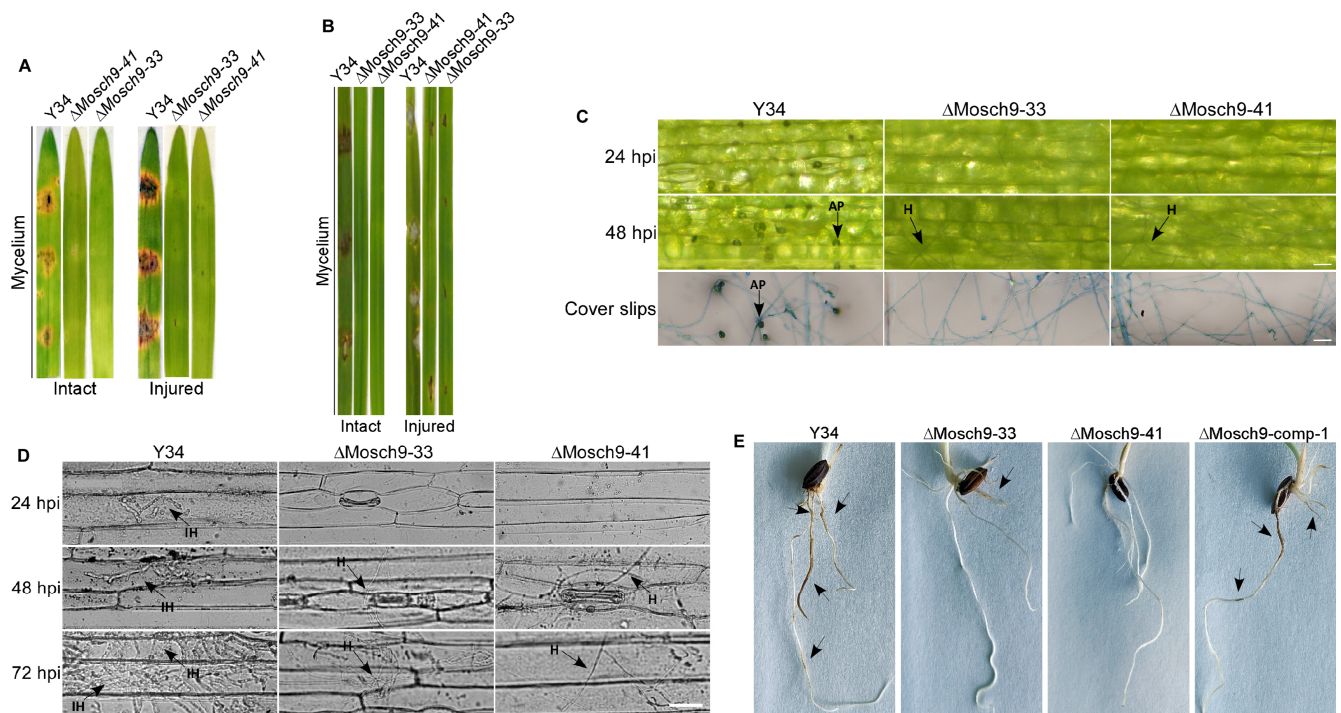 A
Y34
ΔMosch9-41
ΔMosch9-33
Y34
ΔMosch9-33
ΔMosch9-41
Mycelium
Intact
Injured
B
Y34
ΔMosch9-33
ΔMosch9-41
Y34
ΔMosch9-41
ΔMosch9-33
Mycelium
Intact
Injured
C
Y34
ΔMosch9-33
ΔMosch9-41
24 hpi
48 hpi
AP
H
H
Cover slips
AP
D
Y34
ΔMosch9-33
ΔMosch9-41
24 hpi
IH
48 hpi
IH
H
H
72 hpi
IH
IH
H
H
E
Y34
ΔMosch9-33
ΔMosch9-41
ΔMosch9-comp-1